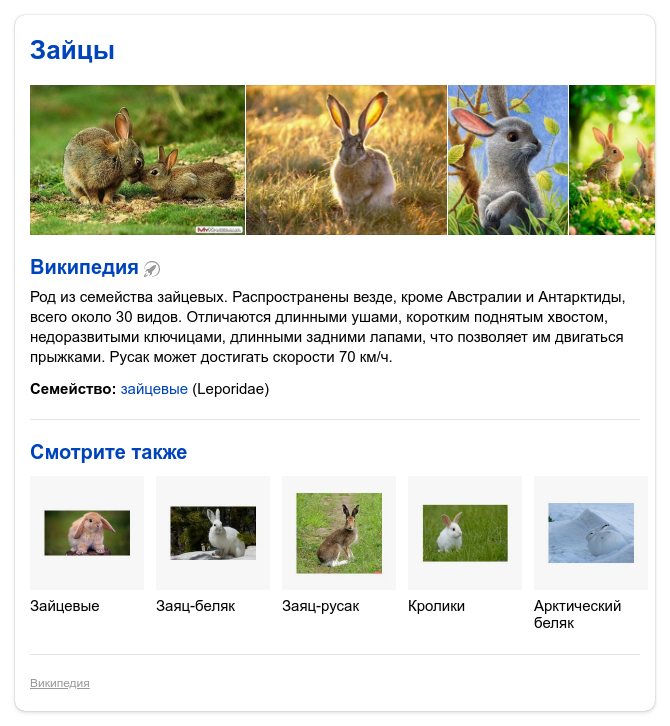 Зайцы
Википедия
Род из семейства зайцевых. Распространены везде, кроме Австралии и Антарктиды,
всего около 30 видов. Отличаются длинными ушами, коротким поднятым хвостом,
недоразвитыми ключицами, длинными задними лапами, что позволяет им двигаться
прыжками. Русак может достигать скорости 70 км/ч.
Семейство: зайцевые (Leporidae)
Смотрите также
Зайцевые
Заяц-беляк
Заяц-русак
Кролики
Арктический
беляк
Википедия